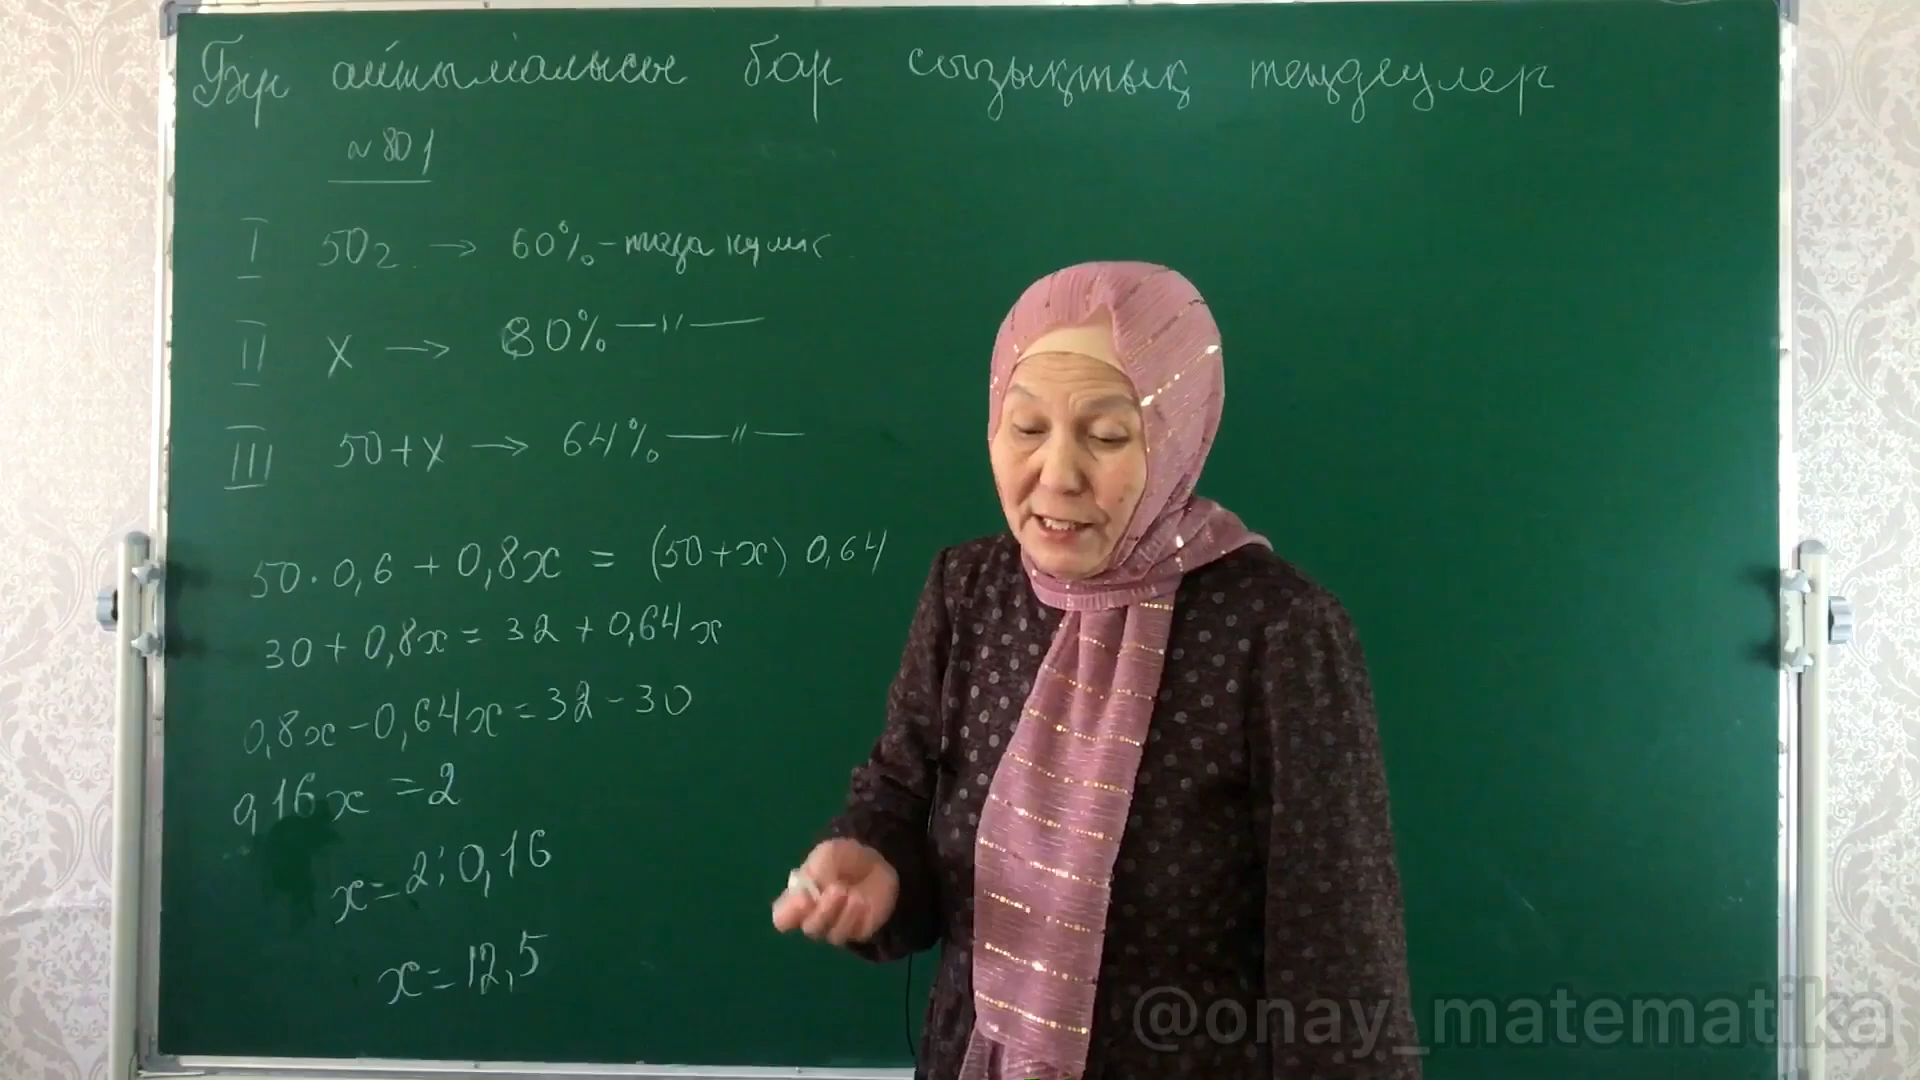 Бір айнымалысы бар сызықтық теңдеулер
~801
I 50г → 60% - таза күміс
II x → 80% —"—
III 50+x → 64% —"—
50·0,6 + 0,8x = (50+x) 0,64
30 + 0,8x = 32 + 0,64x
0,8x - 0,64x = 32 - 30
0,16x = 2
x = 2 : 0,16
x = 12,5
@onay_matematika